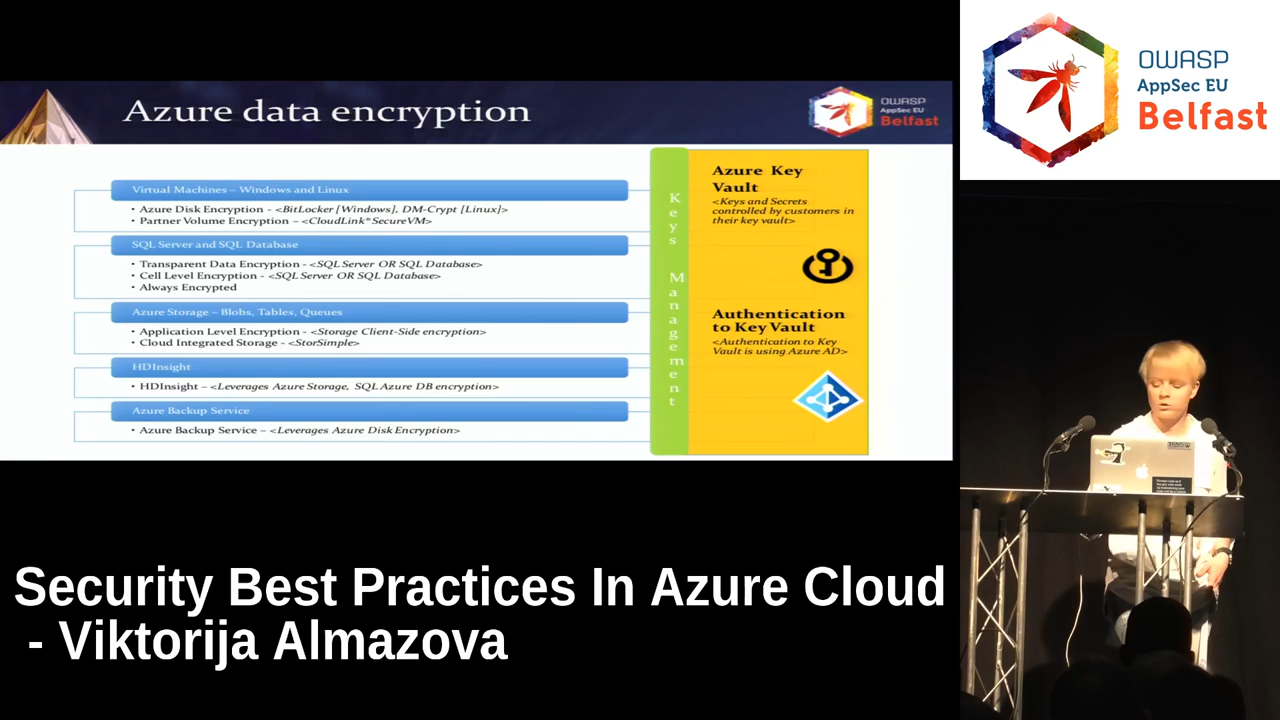 Azure data encryption
OWASP
AppSec EU
Belfast
Virtual Machines – Windows and Linux
• Azure Disk Encryption - <BitLocker [Windows], DM-Crypt [Linux]>
• Partner Volume Encryption – <CloudLink® SecureVM>
SQL Server and SQL Database
• Transparent Data Encryption - <SQL Server OR SQL Database>
• Cell Level Encryption - <SQL Server OR SQL Database>
• Always Encrypted
Azure Storage – Blobs, Tables, Queues
• Application Level Encryption - <Storage Client-Side encryption>
• Cloud Integrated Storage - <StorSimple>
HDInsight
• HDInsight – <Leverages Azure Storage, SQL Azure DB encryption>
Azure Backup Service
• Azure Backup Service – <Leverages Azure Disk Encryption>
Keys Management
Azure Key
Vault
<Keys and Secrets
controlled by customers in
their key vault>
Authentication
to Key Vault
<Authentication to Key
Vault is using Azure AD>
OWASP
AppSec EU
Belfast
Security Best Practices In Azure Cloud
- Viktorija Almazova